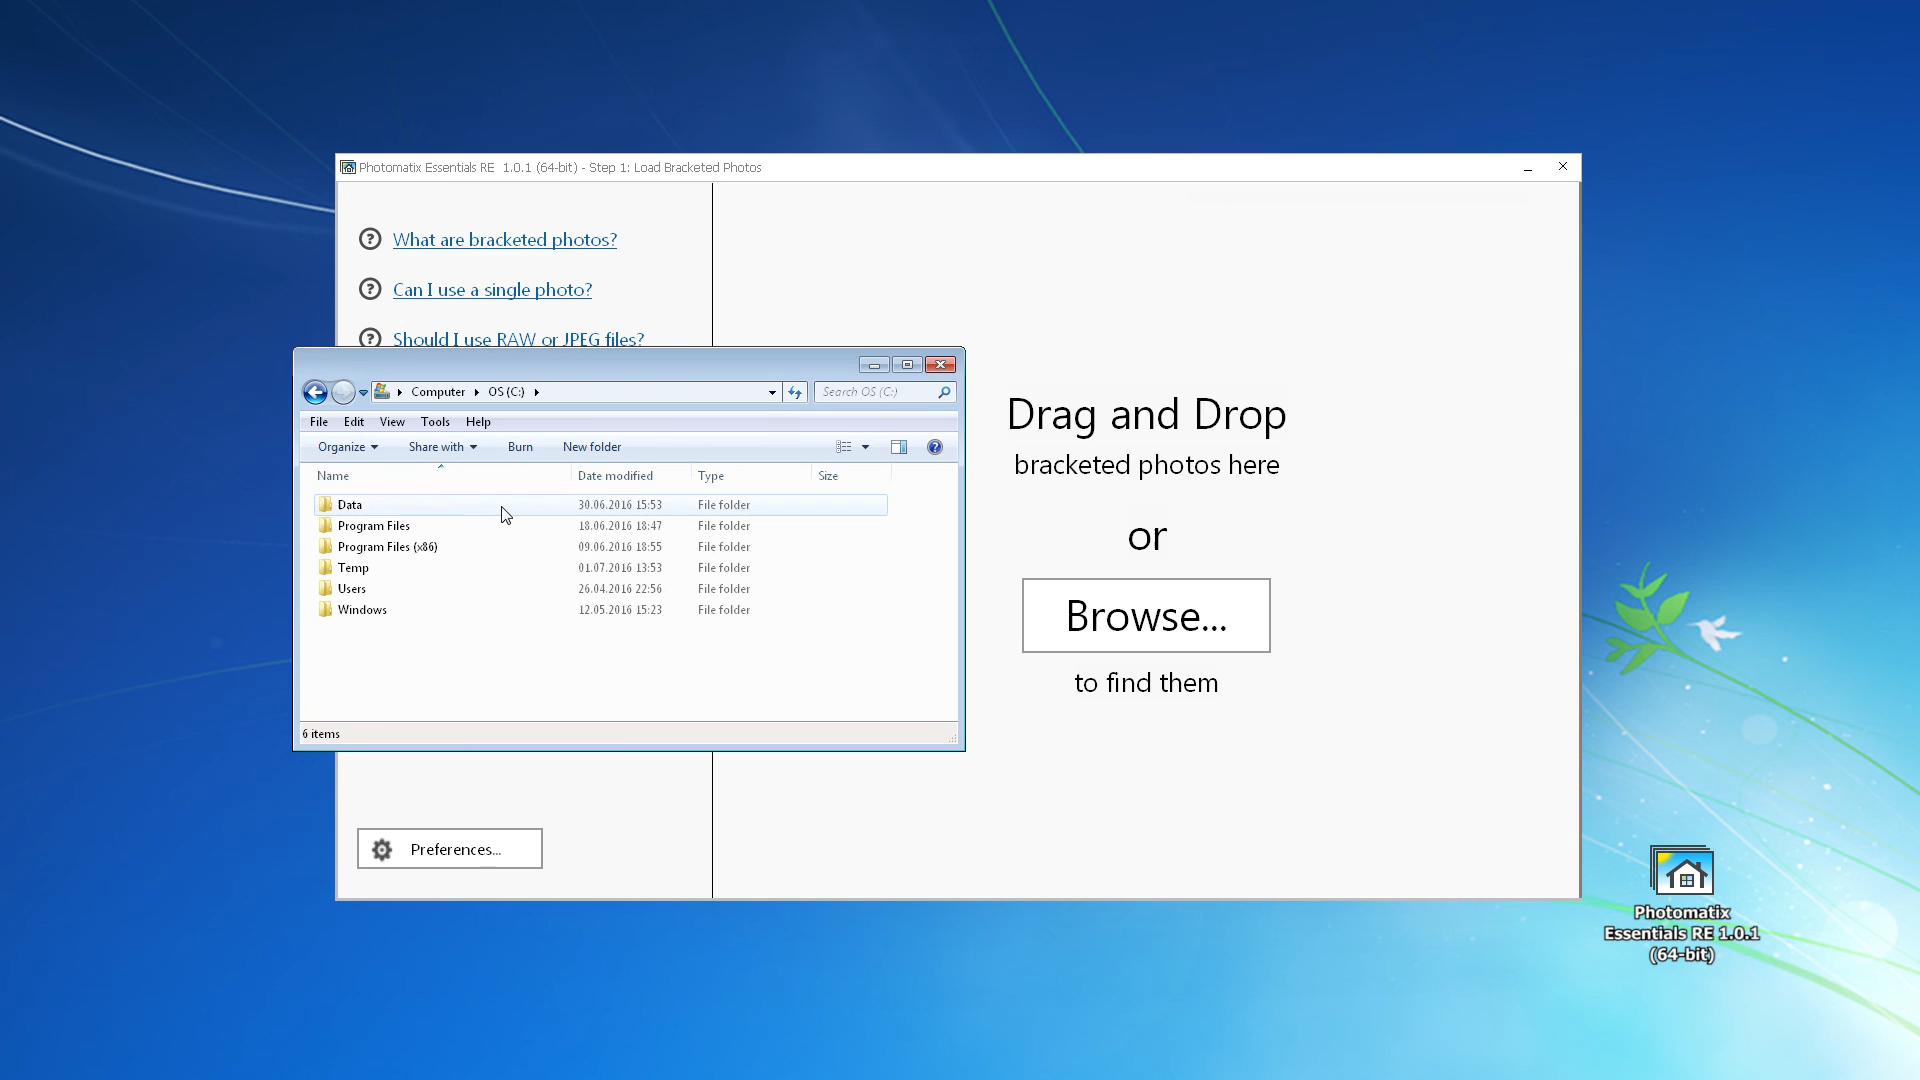 Photomatix Essentials RE 1.0.1 (64-bit) - Step 1: Load Bracketed Photos
What are bracketed photos?
Can I use a single photo?
Should I use RAW or JPEG files?
Computer OS (C:)
Search OS (C:)
File Edit View Tools Help
Organize Share with Burn New folder
Name Date modified Type Size
Data 30.06.2016 15:53 File folder
Program Files 18.06.2016 18:47 File folder
Program Files (x86) 09.06.2016 18:55 File folder
Temp 01.07.2016 13:53 File folder
Users 26.04.2016 22:56 File folder
Windows 12.05.2016 15:23 File folder
6 items
Drag and Drop
bracketed photos here
or
Browse...
to find them
Preferences...
Photomatix
Essentials RE 1.0.1
(64-bit)